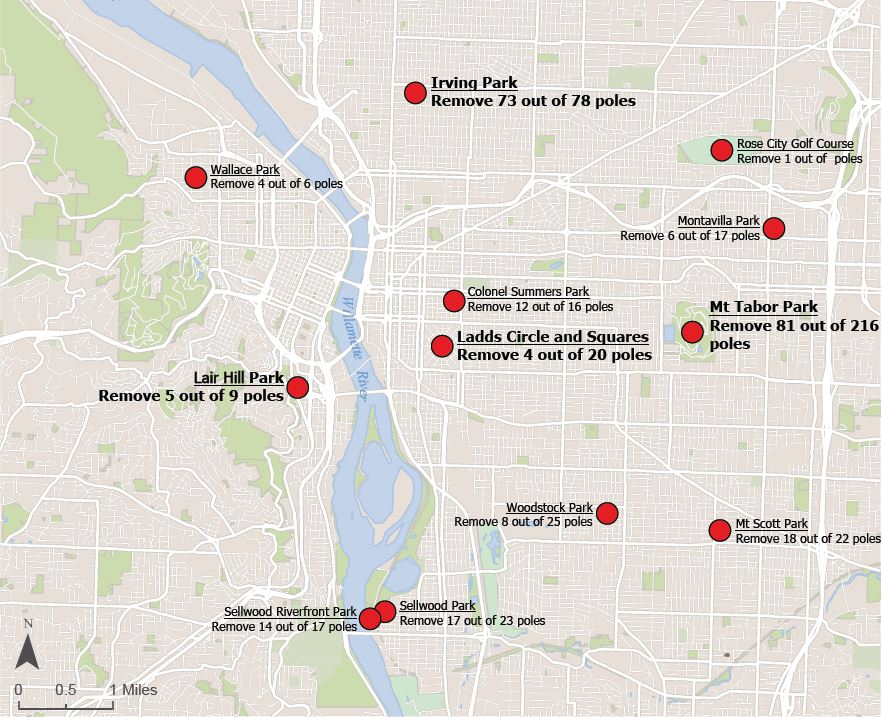 Irving Park
Remove 73 out of 78 poles
Rose City Golf Course
Remove 1 out of  poles
Wallace Park
Remove 4 out of 6 poles
Montavilla Park
Remove 6 out of 17 poles
Colonel Summers Park
Remove 12 out of 16 poles
Mt Tabor Park
Remove 81 out of 216
poles
Ladds Circle and Squares
Remove 4 out of 20 poles
Willamette River
Lair Hill Park
Remove 5 out of 9 poles
Woodstock Park
Remove 8 out of 25 poles
Mt Scott Park
Remove 18 out of 22 poles
Sellwood Riverfront Park
Remove 14 out of 17 poles
Sellwood Park
Remove 17 out of 23 poles
N
0 0.5 1 Miles